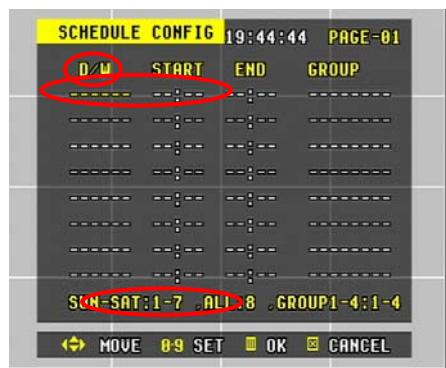 SCHEDULE CONFIG 19:44:44 PAGE-01
D/W START END GROUP
------ --:-- --:-- --------
------ --:-- --:-- --------
------ --:-- --:-- --------
------ --:-- --:-- --------
------ --:-- --:-- --------
------ --:-- --:-- --------
------ --:-- --:-- --------
------ --:-- --:-- --------
SUN-SAT:1-7 ,ALL:8 ,GROUP1-4:1-4
MOVE 0-9 SET OK CANCEL